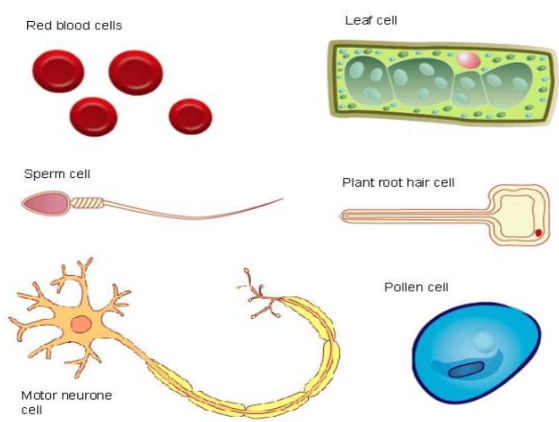 Red blood cells
Leaf cell
Sperm cell
Plant root hair cell
Pollen cell
Motor neurone
cell